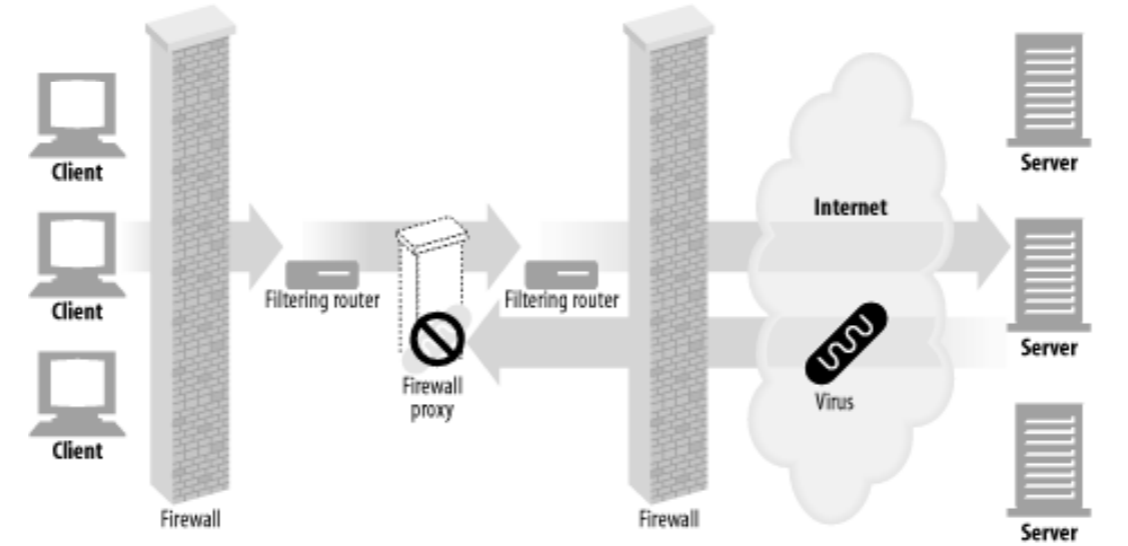 Client
Client
Client
Firewall
Filtering router
Firewall
proxy
Filtering router
Firewall
Internet
Virus
Server
Server
Server